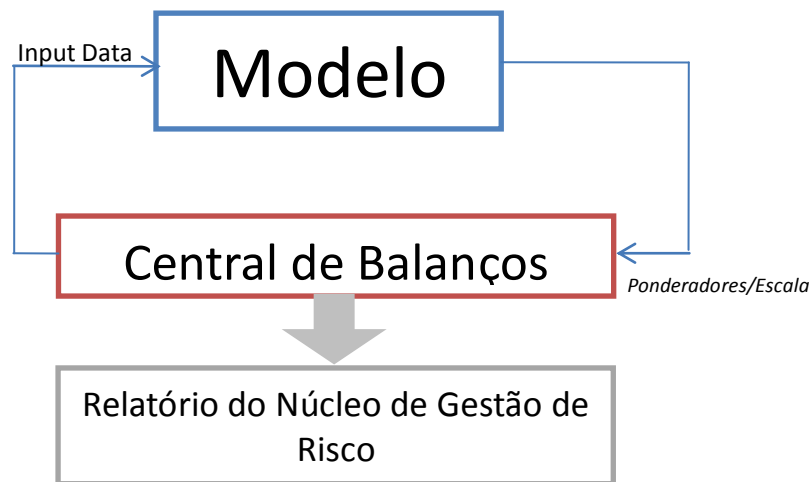 Input Data
Modelo
Central de Balanços
Ponderadores/Escala
Relatório do Núcleo de Gestão de
Risco